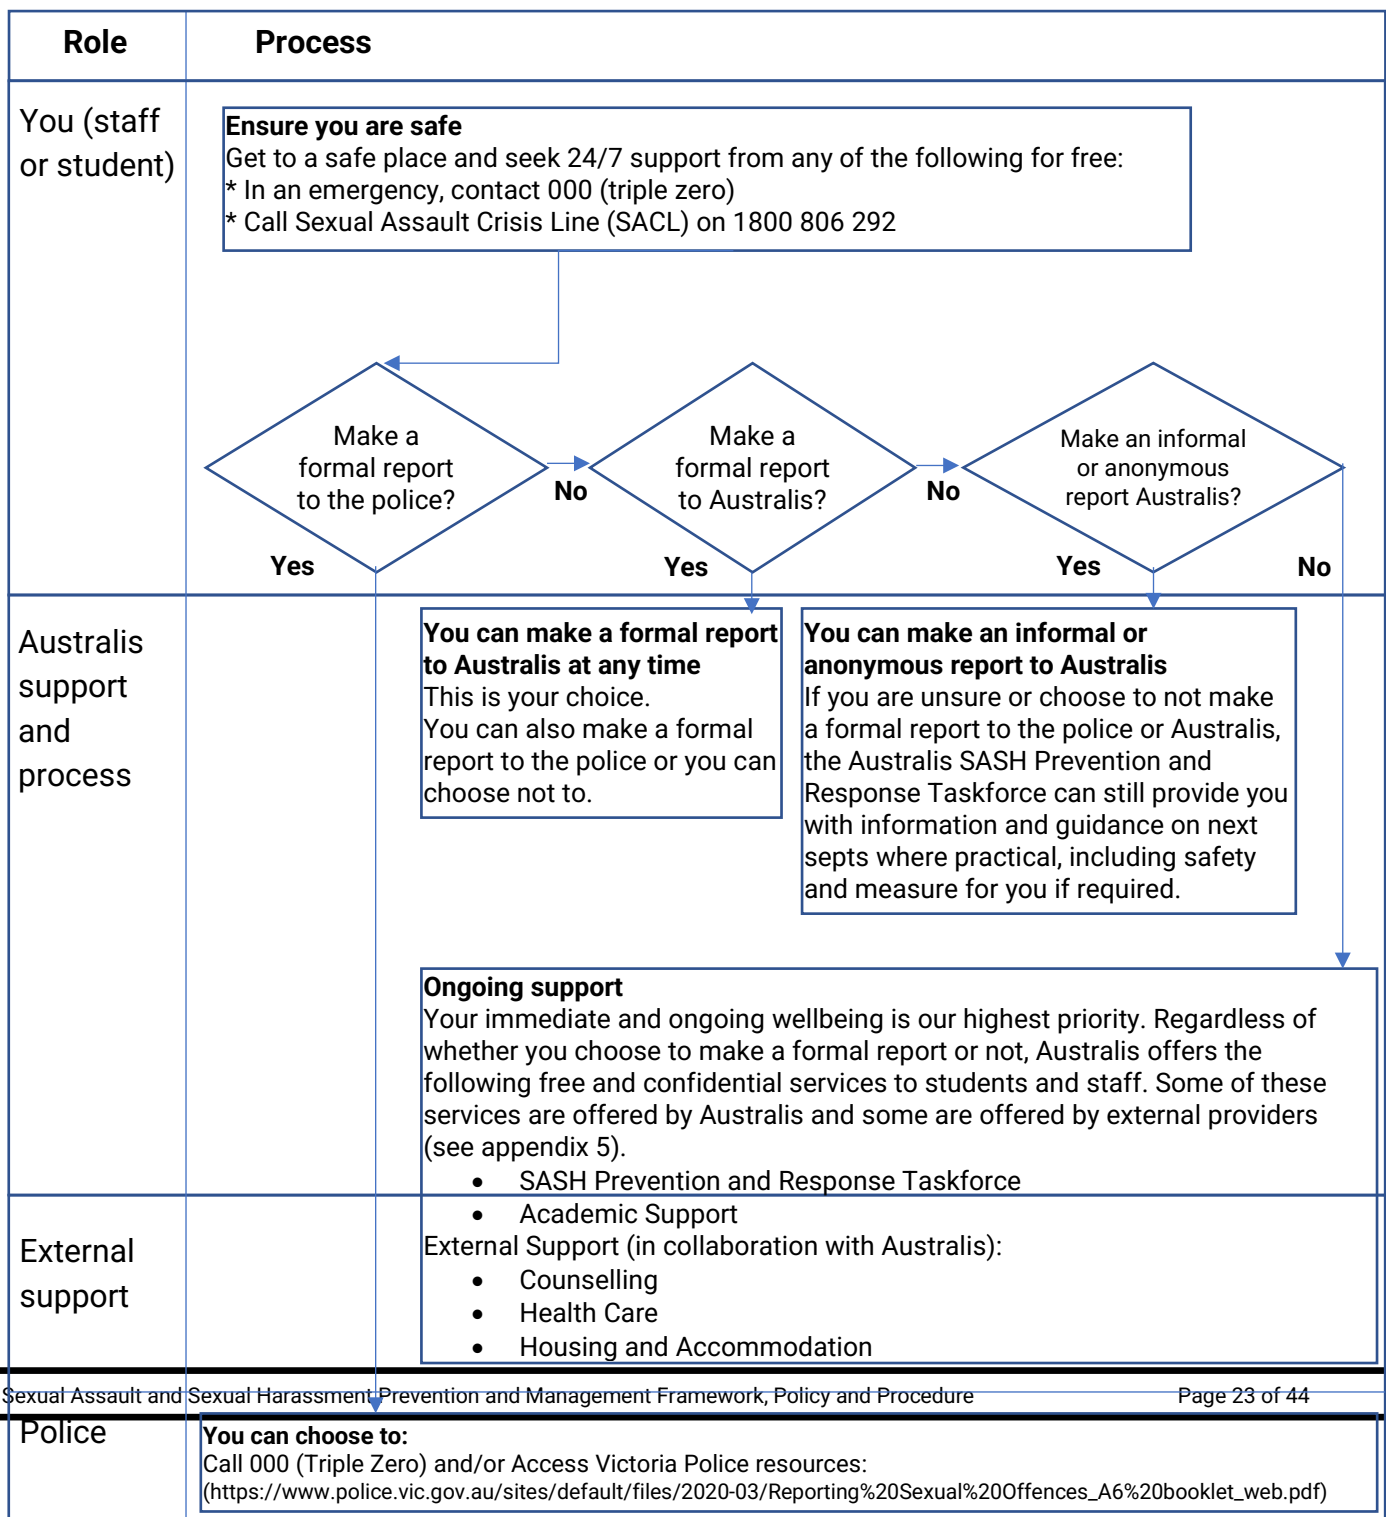 Role
Process
You (staff
or student)
Ensure you are safe
Get to a safe place and seek 24/7 support from any of the following for free:
* In an emergency, contact 000 (triple zero)
* Call Sexual Assault Crisis Line (SACL) on 1800 806 292
Make a
formal report
to the police?
No
Yes
Make a
formal report
to Australis?
No
Yes
Make an informal
or anonymous
report Australis?
Yes
No
Australis
support
and
process
You can make a formal report
to Australis at any time
This is your choice.
You can also make a formal
report to the police or you can
choose not to.
You can make an informal or
anonymous report to Australis
If you are unsure or choose to not make
a formal report to the police or Australis,
the Australis SASH Prevention and
Response Taskforce can still provide you
with information and guidance on next
septs where practical, including safety
and measure for you if required.
Ongoing support
Your immediate and ongoing wellbeing is our highest priority. Regardless of
whether you choose to make a formal report or not, Australis offers the
following free and confidential services to students and staff. Some of these
services are offered by Australis and some are offered by external providers
(see appendix 5).
• SASH Prevention and Response Taskforce
• Academic Support
External
support
External Support (in collaboration with Australis):
• Counselling
• Health Care
• Housing and Accommodation
Sexual Assault and Sexual Harassment Prevention and Management Framework, Policy and Procedure
Page 23 of 44
Police
You can choose to:
Call 000 (Triple Zero) and/or Access Victoria Police resources:
(https://www.police.vic.gov.au/sites/default/files/2020-03/Reporting%20Sexual%20Offences_A6%20booklet_web.pdf)